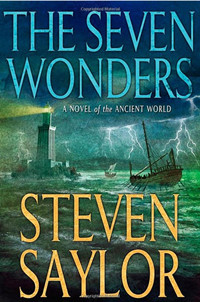 THE SEVEN
WONDERS
A NOVEL of the ANCIENT WORLD
STEVEN
SAYLOR